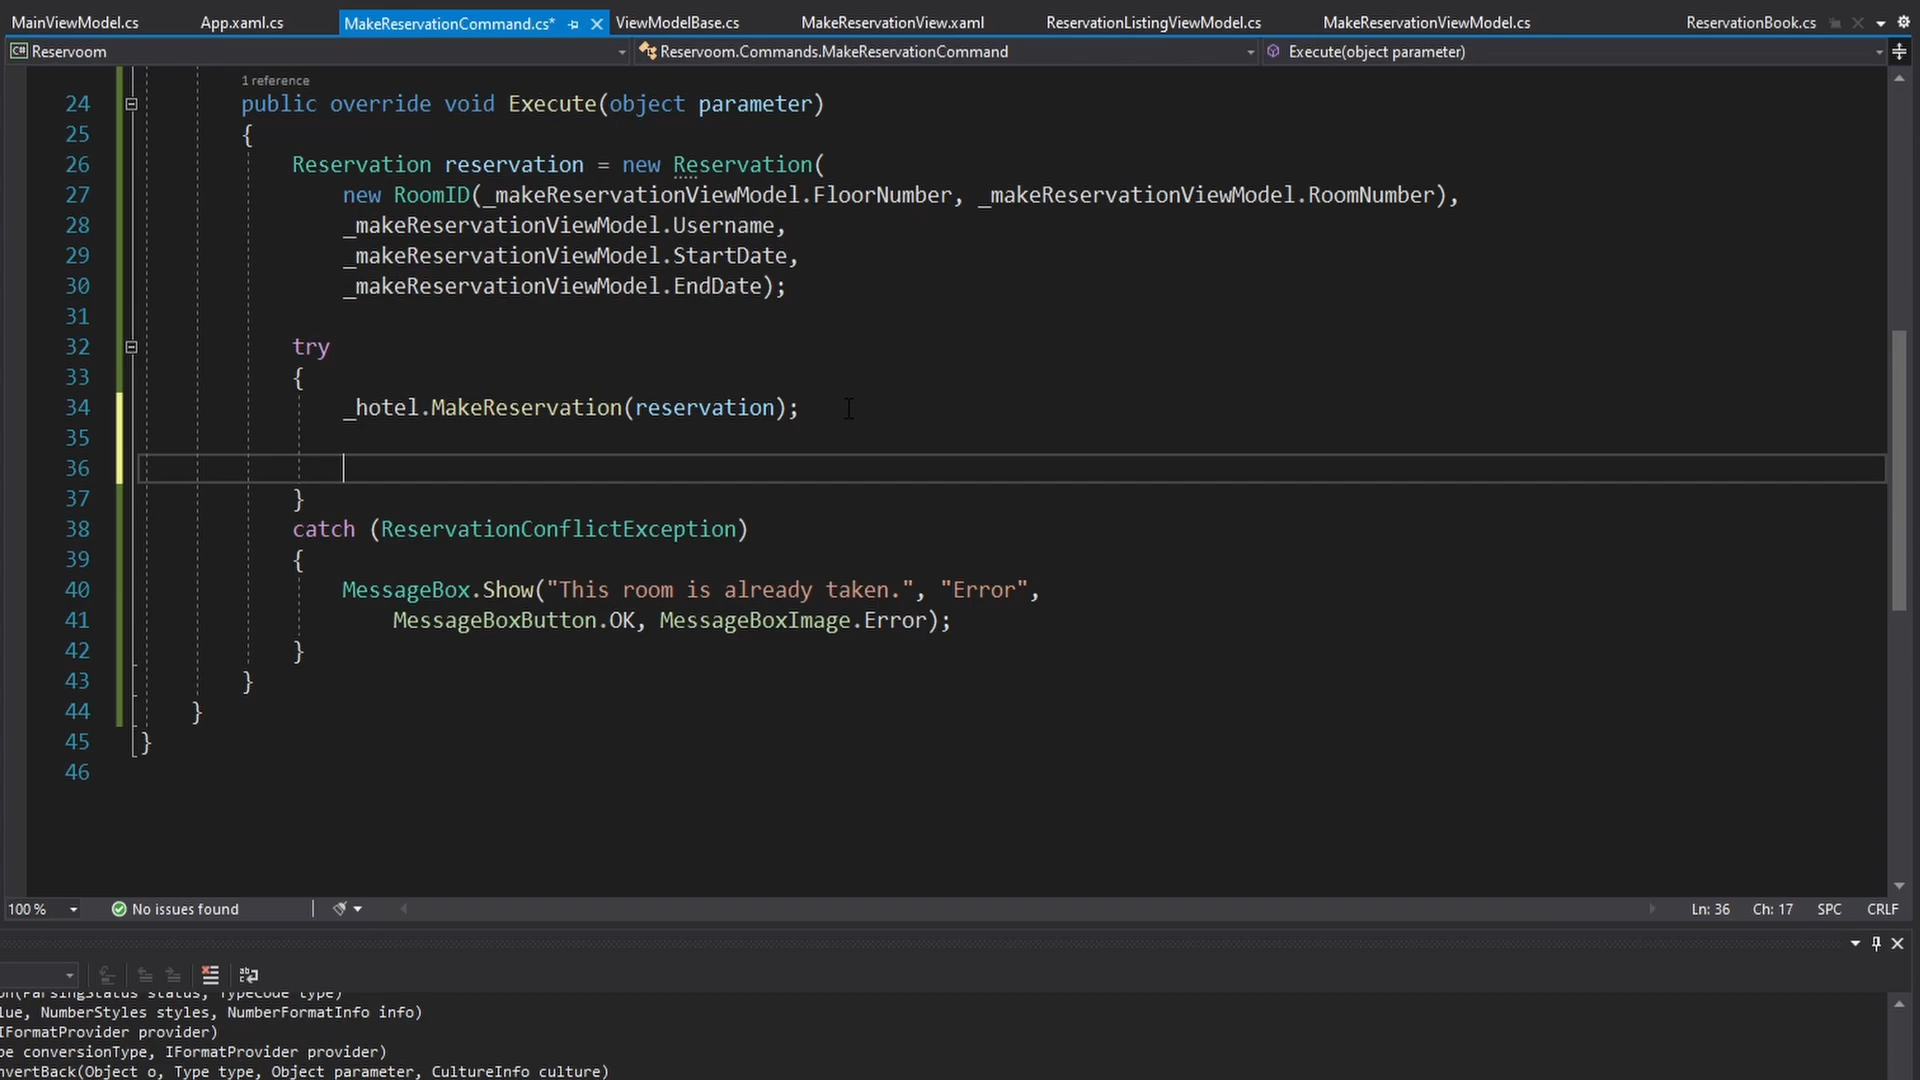 MainViewModel.cs App.xaml.cs MakeReservationCommand.cs* ViewModelBase.cs MakeReservationView.xaml ReservationListingViewModel.cs MakeReservationViewModel.cs ReservationBook.cs
C# Reservoom Reservoom.Commands.MakeReservationCommand Execute(object parameter)
1 reference
24 public override void Execute(object parameter)
25 {
26 Reservation reservation = new Reservation(
27 new RoomID(_makeReservationViewModel.FloorNumber, _makeReservationViewModel.RoomNumber),
28 _makeReservationViewModel.Username,
29 _makeReservationViewModel.StartDate,
30 _makeReservationViewModel.EndDate);
31
32 try
33 {
34 _hotel.MakeReservation(reservation);
35
36
37 }
38 catch (ReservationConflictException)
39 {
40 MessageBox.Show("This room is already taken.", "Error",
41 MessageBoxButton.OK, MessageBoxImage.Error);
42 }
43 }
44 }
45 }
46
100 % No issues found Ln: 36 Ch: 17 SPC CRLF
on(ParsingStatus status, TypeCode type)
lue, NumberStyles styles, NumberFormatInfo info)
IFormatProvider provider)
pe conversionType, IFormatProvider provider)
nvertBack(Object o, Type type, Object parameter, CultureInfo culture)